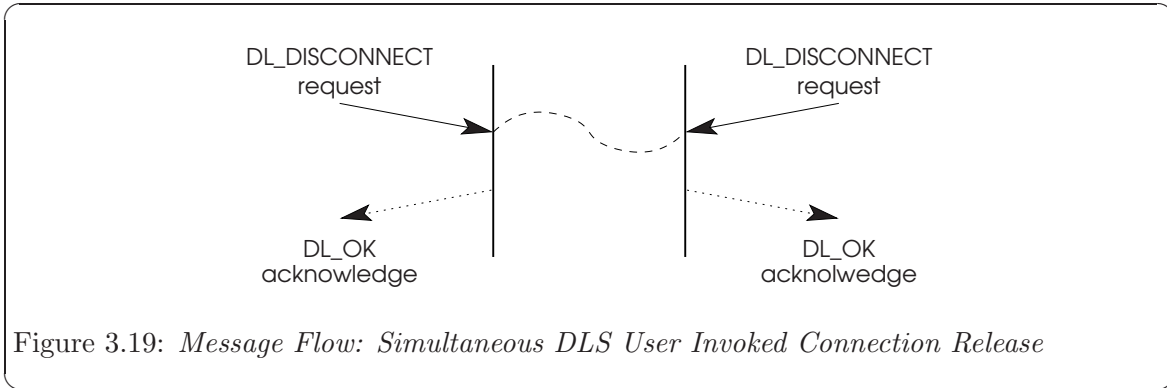 DL_DISCONNECT
request
DL_DISCONNECT
request
DL_OK
acknowledge
DL_OK
acknolwedge
Figure 3.19: Message Flow: Simultaneous DLS User Invoked Connection Release